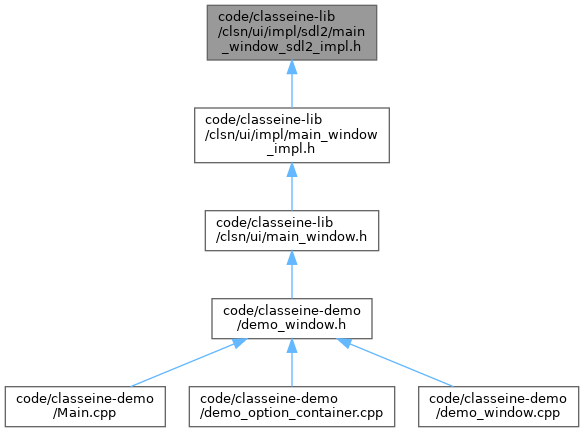 code/classeine-lib
/clsn/ui/impl/sdl2/main
_window_sdl2_impl.h
code/classeine-lib
/clsn/ui/impl/main_window
_impl.h
code/classeine-lib
/clsn/ui/main_window.h
code/classeine-demo
/demo_window.h
code/classeine-demo
/Main.cpp
code/classeine-demo
/demo_option_container.cpp
code/classeine-demo
/demo_window.cpp